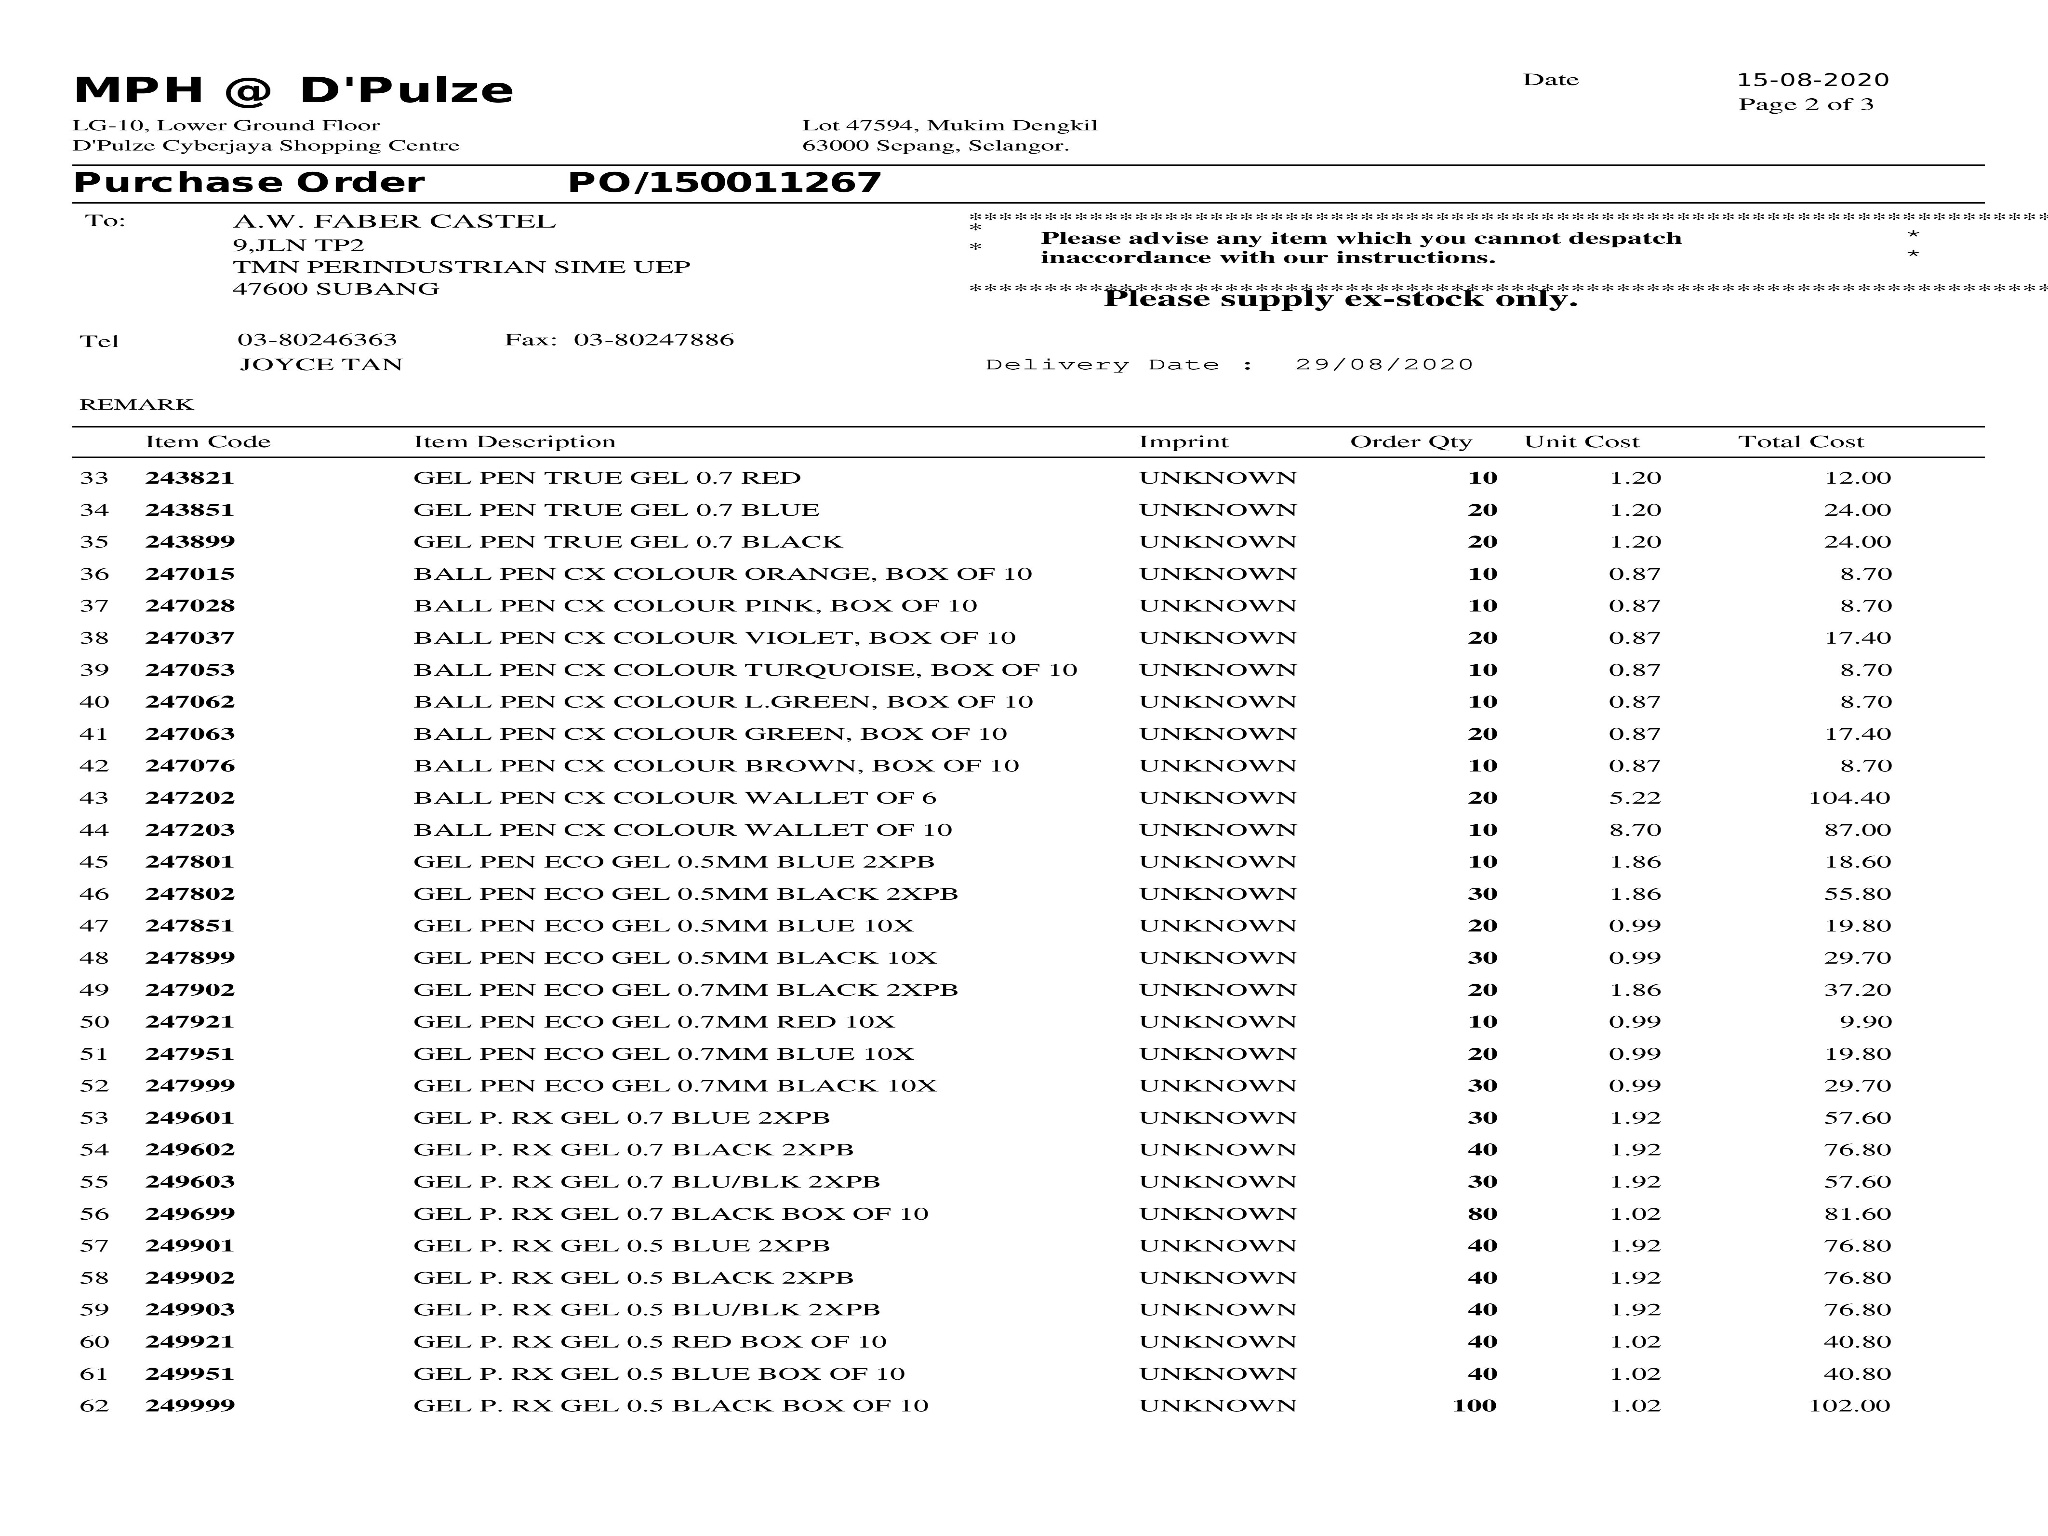 MPH @ D'Pulze
Date 15-08-2020
Page 2 of 3
LG-10, Lower Ground Floor Lot 47594, Mukim Dengkil
D'Pulze Cyberjaya Shopping Centre 63000 Sepang, Selangor.
Purchase Order PO/150011267
To: A.W. FABER CASTEL
9,JLN TP2
TMN PERINDUSTRIAN SIME UEP
47600 SUBANG
************************************************************************
* Please advise any item which you cannot despatch *
* inaccordance with our instructions. *
************************************************************************
Please supply ex-stock only.
Tel 03-80246363 Fax: 03-80247886
JOYCE TAN
Delivery Date : 29/08/2020
REMARK
Item Code Item Description Imprint Order Qty Unit Cost Total Cost
33 243821 GEL PEN TRUE GEL 0.7 RED UNKNOWN 10 1.20 12.00
34 243851 GEL PEN TRUE GEL 0.7 BLUE UNKNOWN 20 1.20 24.00
35 243899 GEL PEN TRUE GEL 0.7 BLACK UNKNOWN 20 1.20 24.00
36 247015 BALL PEN CX COLOUR ORANGE, BOX OF 10 UNKNOWN 10 0.87 8.70
37 247028 BALL PEN CX COLOUR PINK, BOX OF 10 UNKNOWN 10 0.87 8.70
38 247037 BALL PEN CX COLOUR VIOLET, BOX OF 10 UNKNOWN 20 0.87 17.40
39 247053 BALL PEN CX COLOUR TURQUOISE, BOX OF 10 UNKNOWN 10 0.87 8.70
40 247062 BALL PEN CX COLOUR L.GREEN, BOX OF 10 UNKNOWN 10 0.87 8.70
41 247063 BALL PEN CX COLOUR GREEN, BOX OF 10 UNKNOWN 20 0.87 17.40
42 247076 BALL PEN CX COLOUR BROWN, BOX OF 10 UNKNOWN 10 0.87 8.70
43 247202 BALL PEN CX COLOUR WALLET OF 6 UNKNOWN 20 5.22 104.40
44 247203 BALL PEN CX COLOUR WALLET OF 10 UNKNOWN 10 8.70 87.00
45 247801 GEL PEN ECO GEL 0.5MM BLUE 2XPB UNKNOWN 10 1.86 18.60
46 247802 GEL PEN ECO GEL 0.5MM BLACK 2XPB UNKNOWN 30 1.86 55.80
47 247851 GEL PEN ECO GEL 0.5MM BLUE 10X UNKNOWN 20 0.99 19.80
48 247899 GEL PEN ECO GEL 0.5MM BLACK 10X UNKNOWN 30 0.99 29.70
49 247902 GEL PEN ECO GEL 0.7MM BLACK 2XPB UNKNOWN 20 1.86 37.20
50 247921 GEL PEN ECO GEL 0.7MM RED 10X UNKNOWN 10 0.99 9.90
51 247951 GEL PEN ECO GEL 0.7MM BLUE 10X UNKNOWN 20 0.99 19.80
52 247999 GEL PEN ECO GEL 0.7MM BLACK 10X UNKNOWN 30 0.99 29.70
53 249601 GEL P. RX GEL 0.7 BLUE 2XPB UNKNOWN 30 1.92 57.60
54 249602 GEL P. RX GEL 0.7 BLACK 2XPB UNKNOWN 40 1.92 76.80
55 249603 GEL P. RX GEL 0.7 BLU/BLK 2XPB UNKNOWN 30 1.92 57.60
56 249699 GEL P. RX GEL 0.7 BLACK BOX OF 10 UNKNOWN 80 1.02 81.60
57 249901 GEL P. RX GEL 0.5 BLUE 2XPB UNKNOWN 40 1.92 76.80
58 249902 GEL P. RX GEL 0.5 BLACK 2XPB UNKNOWN 40 1.92 76.80
59 249903 GEL P. RX GEL 0.5 BLU/BLK 2XPB UNKNOWN 40 1.92 76.80
60 249921 GEL P. RX GEL 0.5 RED BOX OF 10 UNKNOWN 40 1.02 40.80
61 249951 GEL P. RX GEL 0.5 BLUE BOX OF 10 UNKNOWN 40 1.02 40.80
62 249999 GEL P. RX GEL 0.5 BLACK BOX OF 10 UNKNOWN 100 1.02 102.00